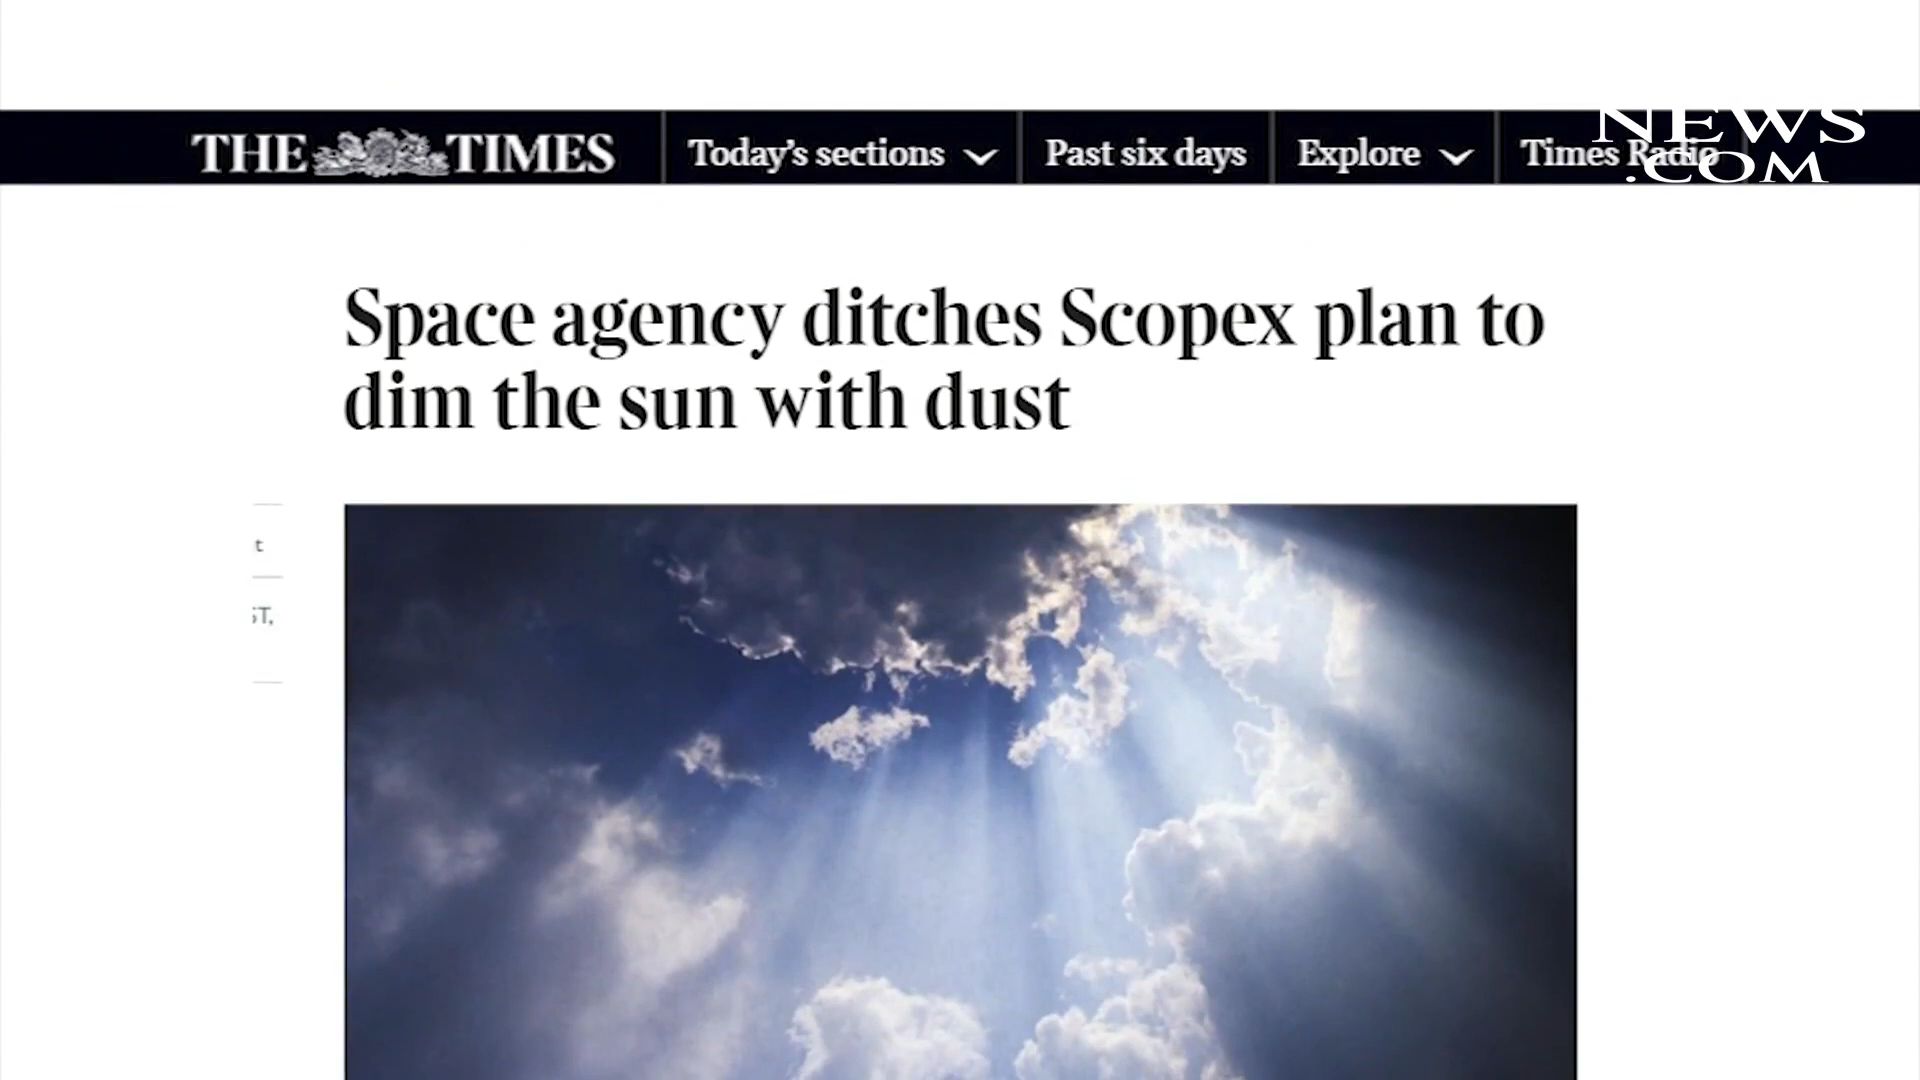 NEWS
THE TIMES Today's sections Past six days Explore Times Radio
.COM
Space agency ditches Scopex plan to
dim the sun with dust
t
ST,